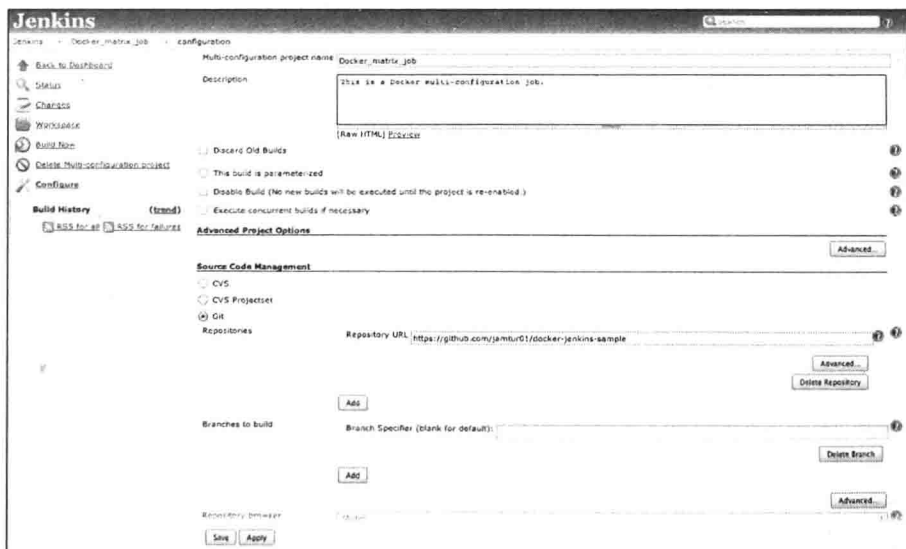 Jenkins
search
Jenkins Docker_matrix_job configuration
Back to Dashboard
Status
Changes
Workspace
Build Now
Delete Multi-configuration project
Configure
Build History (trend)
RSS for all RSS for failures
Multi-configuration project name Docker_matrix_job
Description This is a Docker multi-configuration job.
[Raw HTML] Preview
Discard Old Builds
This build is parameterized
Disable Build (No new builds will be executed until the project is re-enabled.)
Execute concurrent builds if necessary
Advanced Project Options
Advanced...
Source Code Management
CVS
CVS Projectset
Git
Repositories Repository URL https://github.com/jamtur01/docker-jenkins-sample
Advanced...
Delete Repository
Add
Branches to build Branch Specifier (blank for default):
Delete Branch
Add
Advanced...
Repository browser
Save Apply